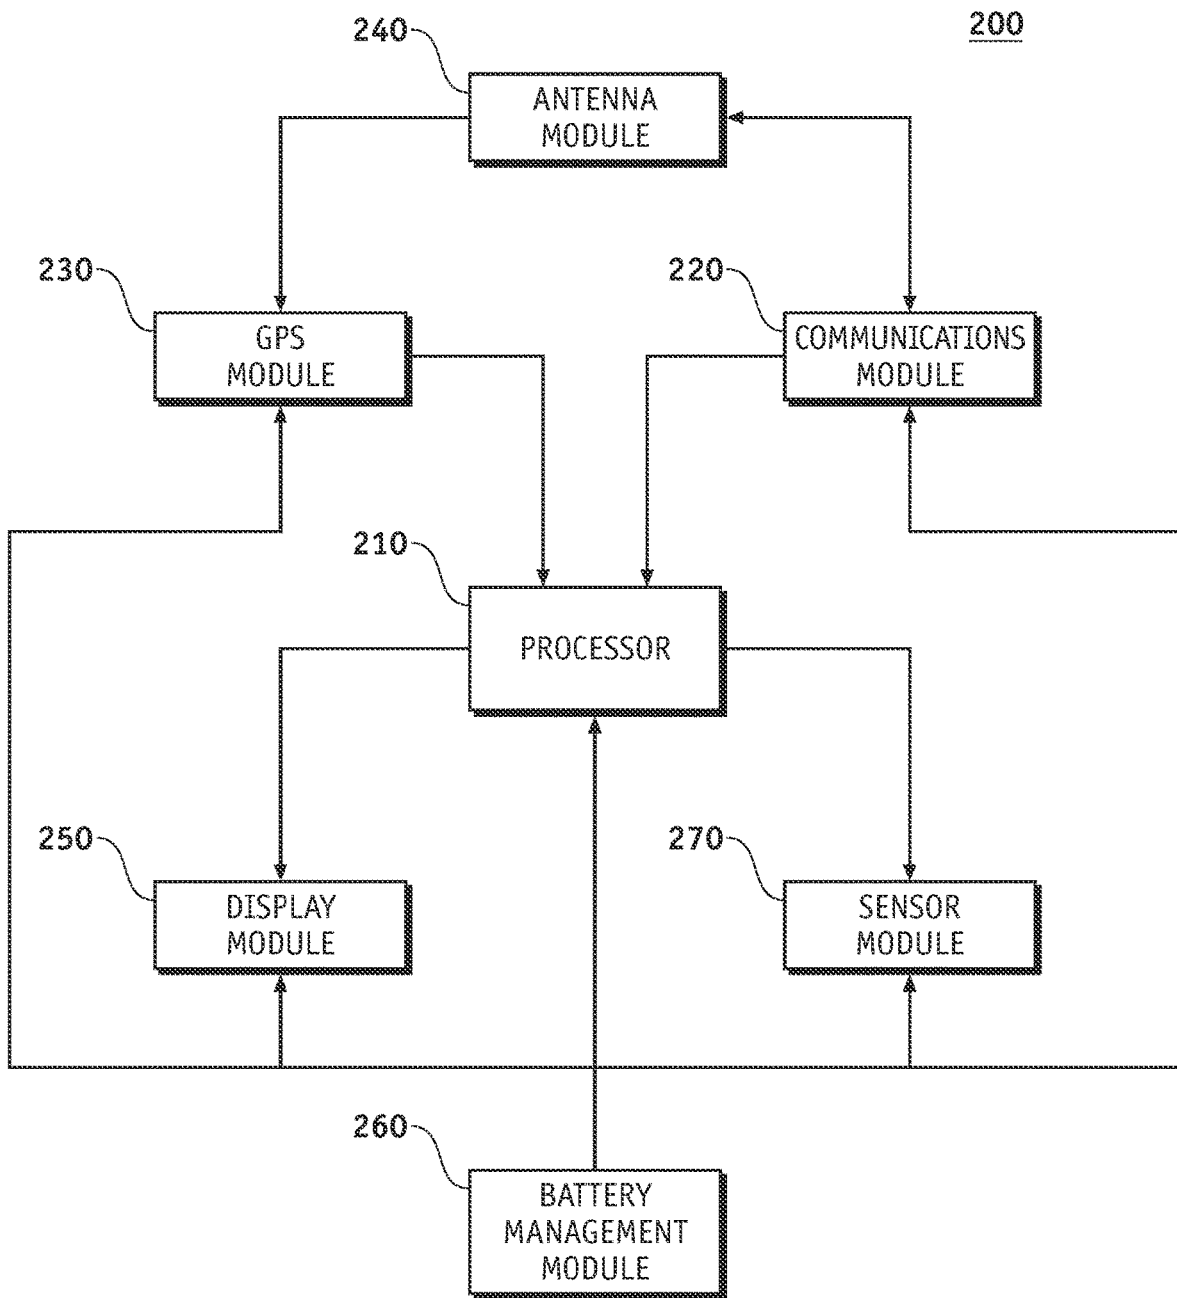 200
240
ANTENNA
MODULE
230
GPS
MODULE
220
COMMUNICATIONS
MODULE
210
PROCESSOR
250
DISPLAY
MODULE
270
SENSOR
MODULE
260
BATTERY
MANAGEMENT
MODULE